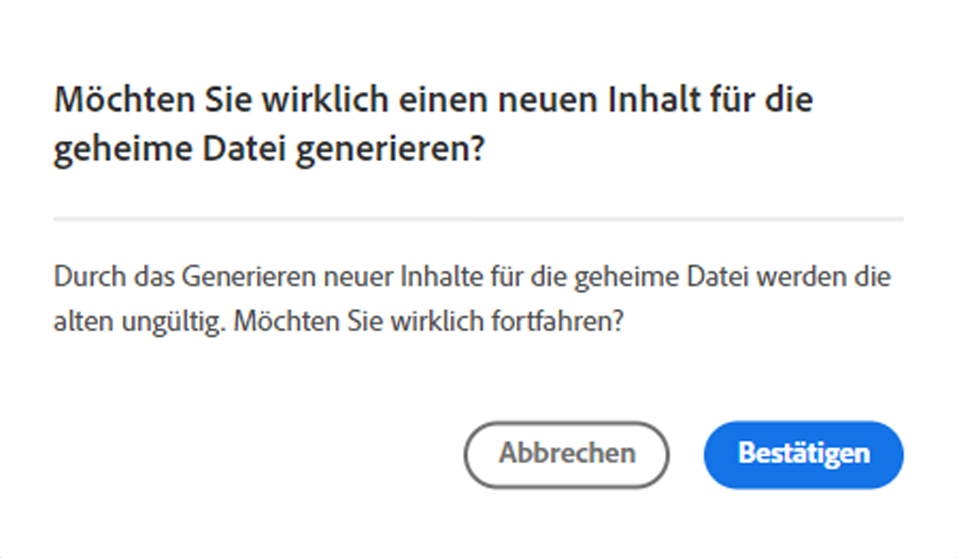 Möchten Sie wirklich einen neuen Inhalt für die
geheime Datei generieren?
Durch das Generieren neuer Inhalte für die geheime Datei werden die
alten ungültig. Möchten Sie wirklich fortfahren?
Abbrechen
Bestätigen